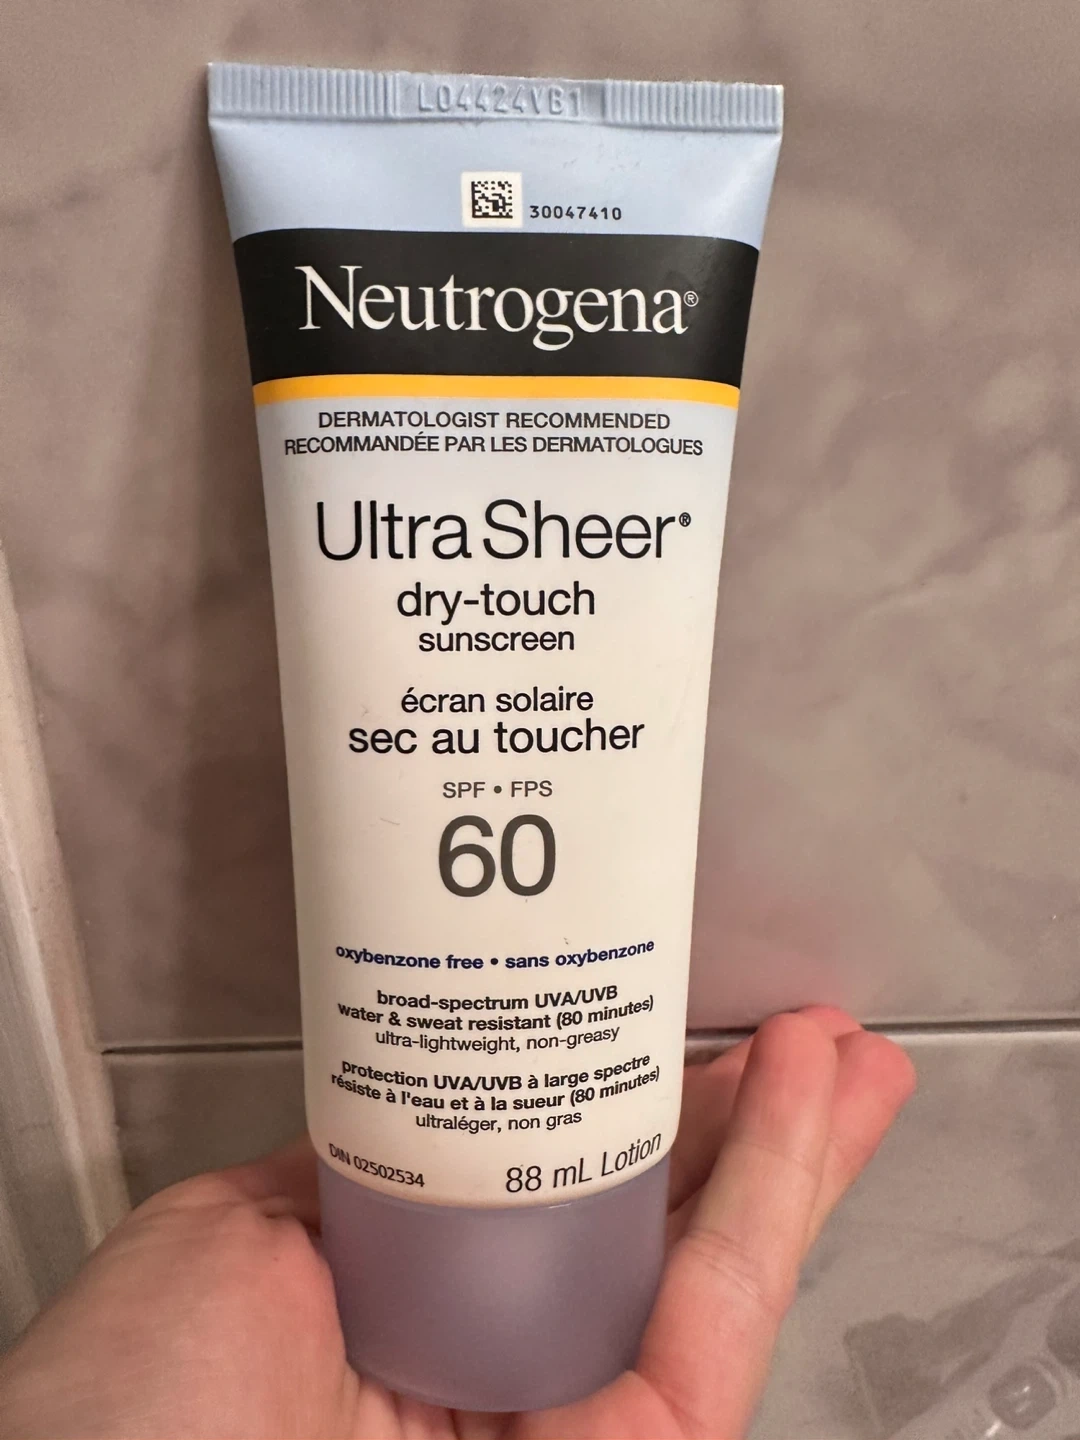 L04424VB1
30047410
Neutrogena®
DERMATOLOGIST RECOMMENDED
RECOMMANDÉE PAR LES DERMATOLOGUES
Ultra Sheer®
dry-touch
sunscreen
écran solaire
sec au toucher
SPF • FPS
60
oxybenzone free • sans oxybenzone
broad-spectrum UVA/UVB
water & sweat resistant (80 minutes)
ultra-lightweight, non-greasy
protection UVA/UVB à large spectre
résiste à l'eau et à la sueur (80 minutes)
ultraléger, non gras
DIN 02502534
88 mL Lotion